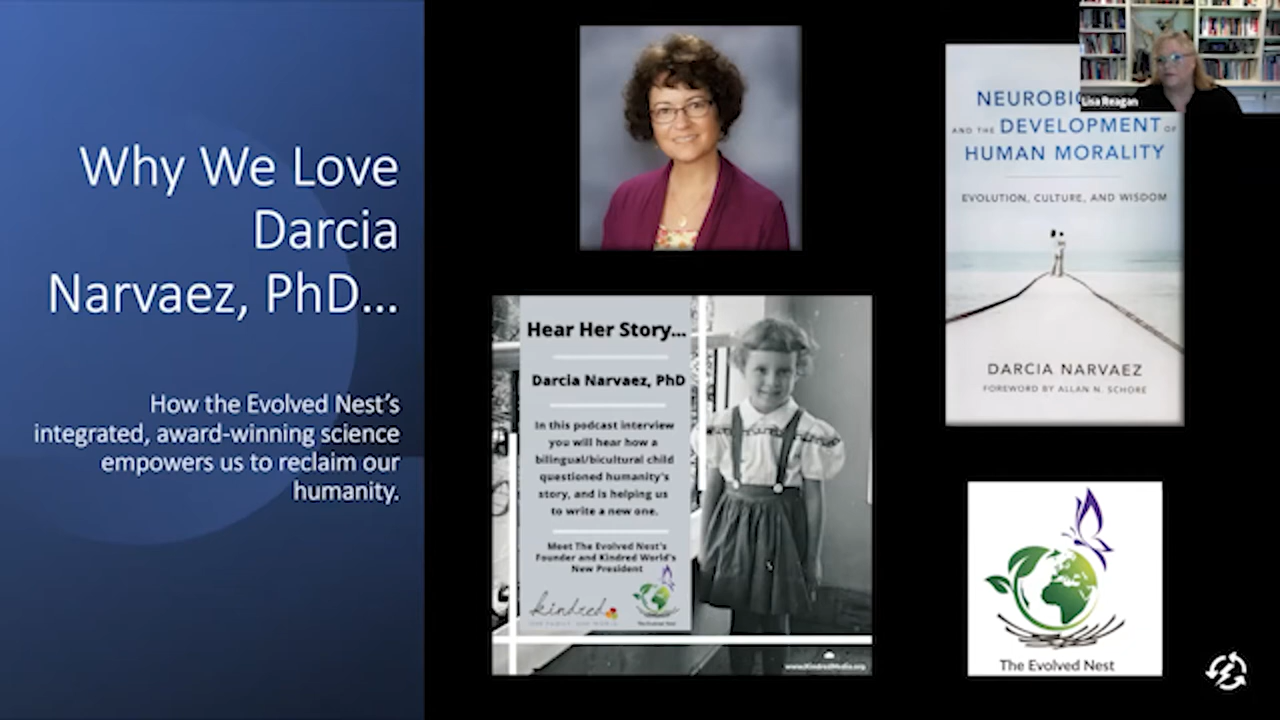 Why We Love
Darcia
Narvaez, PhD...
How the Evolved Nest's
integrated, award-winning science
empowers us to reclaim our
humanity.
Hear Her Story...
Darcia Narvaez, PhD
In this podcast interview
you will hear how a
bilingual/bicultural child
questioned humanity's
story, and is helping us
to write a new one.
Meet The Evolved Nest's
Founder and Kindred World's
New President
kindred
The Evolved Nest
www.KindredMedia.org
Lisa Reagan
AND THE DEVELOPMENT OF
HUMAN MORALITY
EVOLUTION, CULTURE, AND WISDOM
DARCIA NARVAEZ
FOREWORD BY ALLAN N. SCHORE
The Evolved Nest